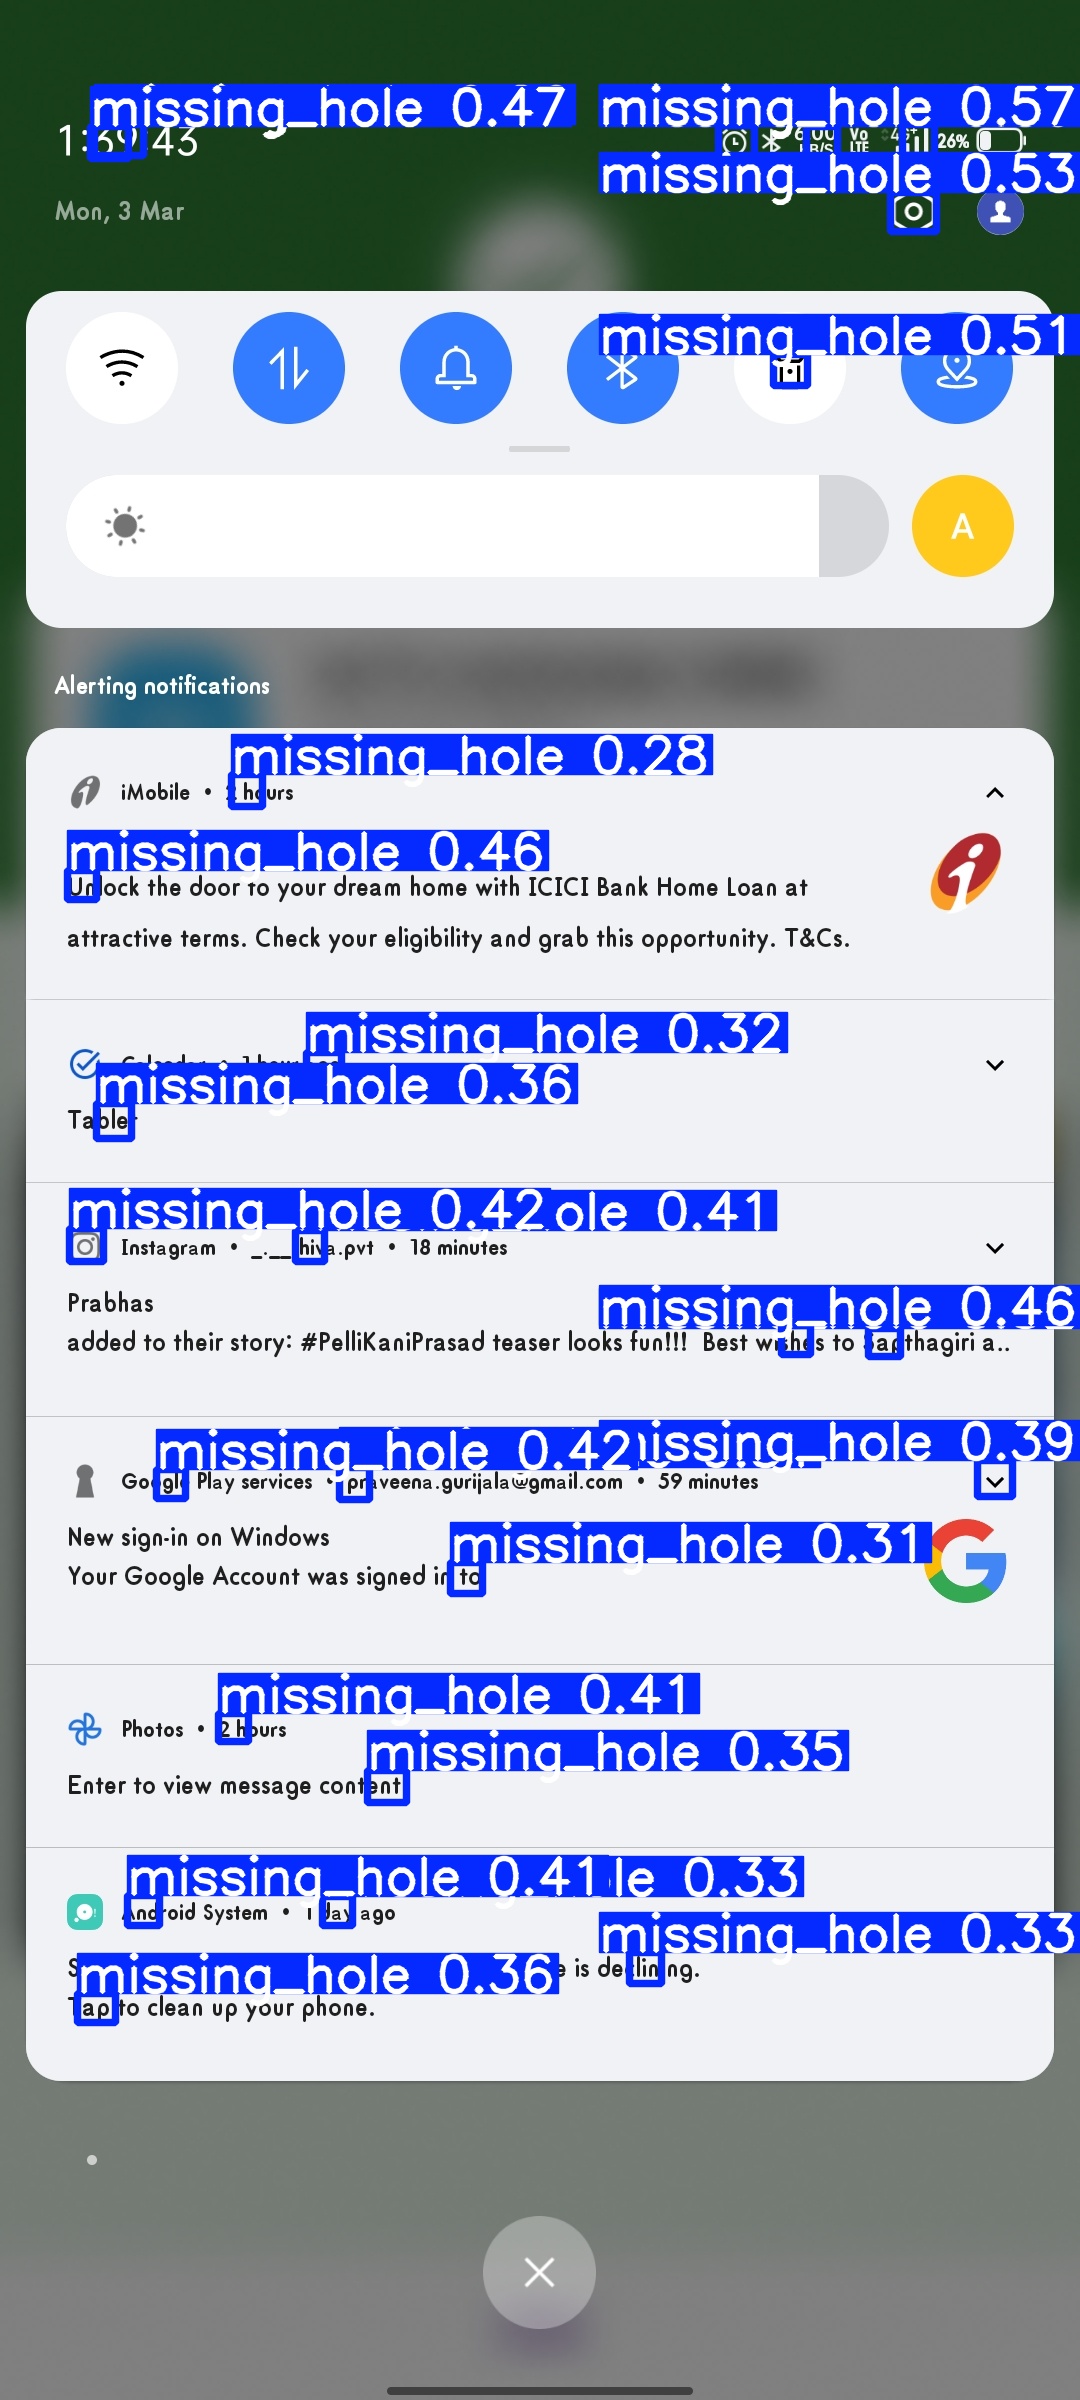 missing_hole 0.47
missing_hole 0.57
43
26%
missing_hole 0.53
Mon, 3 Mar
missing_hole 0.51
A
Alerting notifications
missing_hole 0.28
iMobile • 2 hours
missing_hole 0.46
Unlock the door to your dream home with ICICI Bank Home Loan at
attractive terms. Check your eligibility and grab this opportunity. T&Cs.
missing_hole 0.32
missing_hole 0.36
missing_hole 0.42
ole 0.41
Instagram • _.__hiva.pvt • 18 minutes
Prabhas
missing_hole 0.46
added to their story: #PelliKaniPrasad teaser looks fun!!! Best wishes to Sapthagiri a..
missing_hole 0.42
issing_hole 0.39
Google Play services • praveena.gurijala@gmail.com • 59 minutes
New sign-in on Windows
missing_hole 0.31
Your Google Account was signed in to
missing_hole 0.41
Photos • 2 hours
missing_hole 0.35
Enter to view message content
missing_hole 0.41
le 0.33
Android System • 1 day ago
missing_hole 0.33
is declining.
missing_hole 0.36
Tap to clean up your phone.